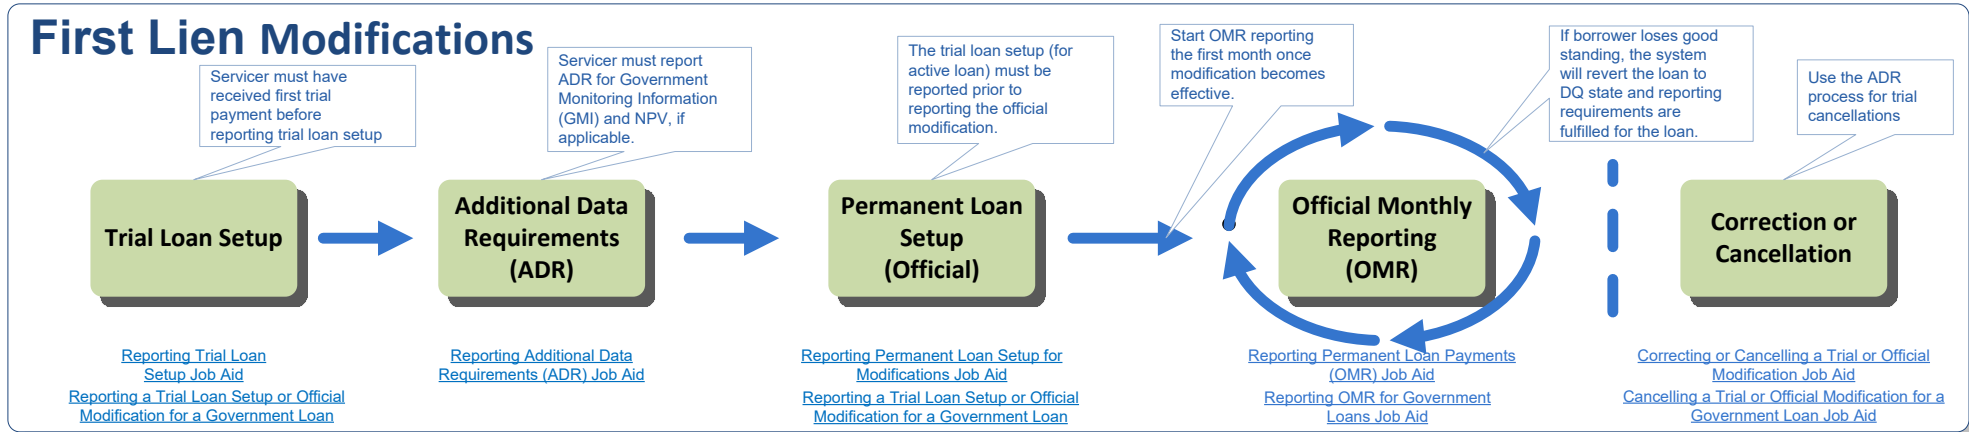 First Lien Modifications
Servicer must have
received first trial
payment before
reporting trial loan setup
Servicer must report
ADR for Government
Monitoring Information
(GMI) and NPV, if
applicable.
The trial loan setup (for
active loan) must be
reported prior to
reporting the official
modification.
Start OMR reporting
the first month once
modification becomes
effective.
If borrower loses good
standing, the system
will revert the loan to
DQ state and reporting
requirements are
fulfilled for the loan.
Use the ADR
process for trial
cancellations
Trial Loan Setup
Additional Data
Requirements
(ADR)
Permanent Loan
Setup
(Official)
Official Monthly
Reporting
(OMR)
Correction or
Cancellation
Reporting Trial Loan
Setup Job Aid
Reporting a Trial Loan Setup or Official
Modification for a Government Loan
Reporting Additional Data
Requirements (ADR) Job Aid
Reporting Permanent Loan Setup for
Modifications Job Aid
Reporting a Trial Loan Setup or Official
Modification for a Government Loan
Reporting Permanent Loan Payments
(OMR) Job Aid
Reporting OMR for Government
Loans Job Aid
Correcting or Cancelling a Trial or Official
Modification Job Aid
Cancelling a Trial or Official Modification for a
Government Loan Job Aid